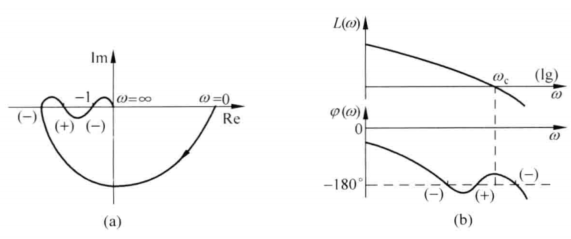 Im
-1
ω=∞
ω=0
Re
(-)
(+)
(-)
(a)
L(ω)
ω_c
(lg)
ω
φ(ω)
0
ω
-180°
(-)
(+)
(-)
(b)